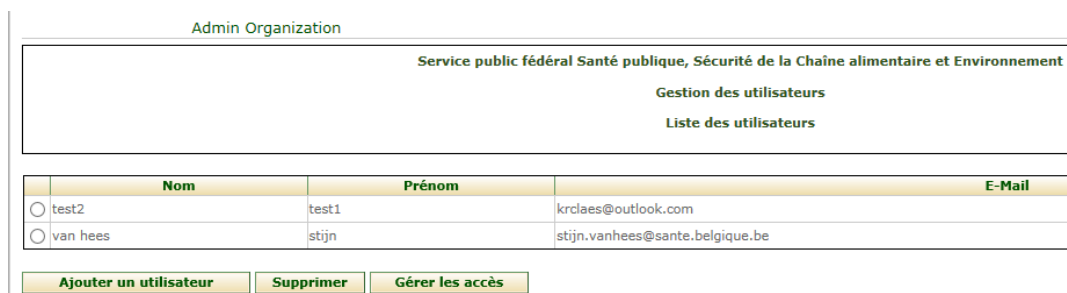 Admin Organization
Service public fédéral Santé publique, Sécurité de la Chaîne alimentaire et Environnement
Gestion des utilisateurs
Liste des utilisateurs
Nom Prénom E-Mail
test2 test1 krclaes@outlook.com
van hees stijn stijn.vanhees@sante.belgique.be
Ajouter un utilisateur Supprimer Gérer les accès